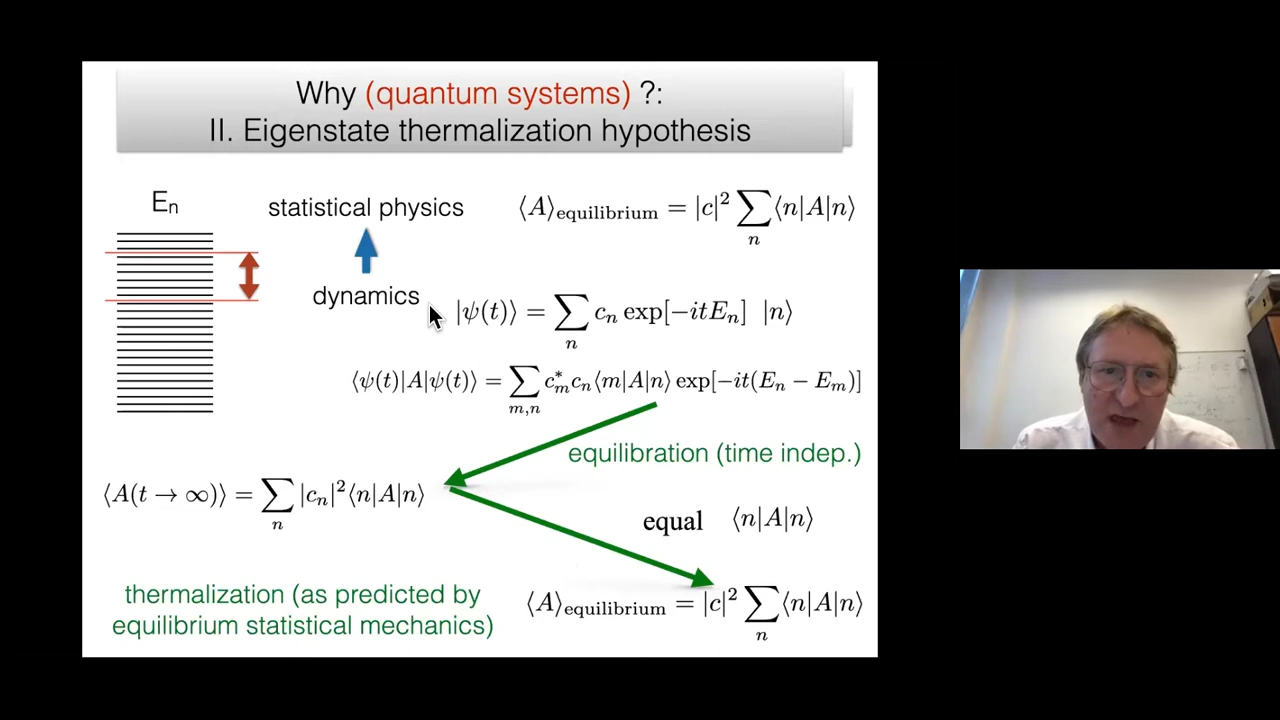 Why (quantum systems) ?:
II. Eigenstate thermalization hypothesis
Eₙ
statistical physics
⟨A⟩equilibrium = |c|² ∑ₙ ⟨n|A|n⟩
dynamics
|ψ(t)⟩ = ∑ₙ cₙ exp[−itEₙ] |n⟩
⟨ψ(t)|A|ψ(t)⟩ = ∑ₘ,ₙ c*ₘcₙ⟨m|A|n⟩ exp[−it(Eₙ − Eₘ)]
equilibration (time indep.)
⟨A(t → ∞)⟩ = ∑ₙ |cₙ|²⟨n|A|n⟩
equal ⟨n|A|n⟩
thermalization (as predicted by
equilibrium statistical mechanics)
⟨A⟩equilibrium = |c|² ∑ₙ ⟨n|A|n⟩